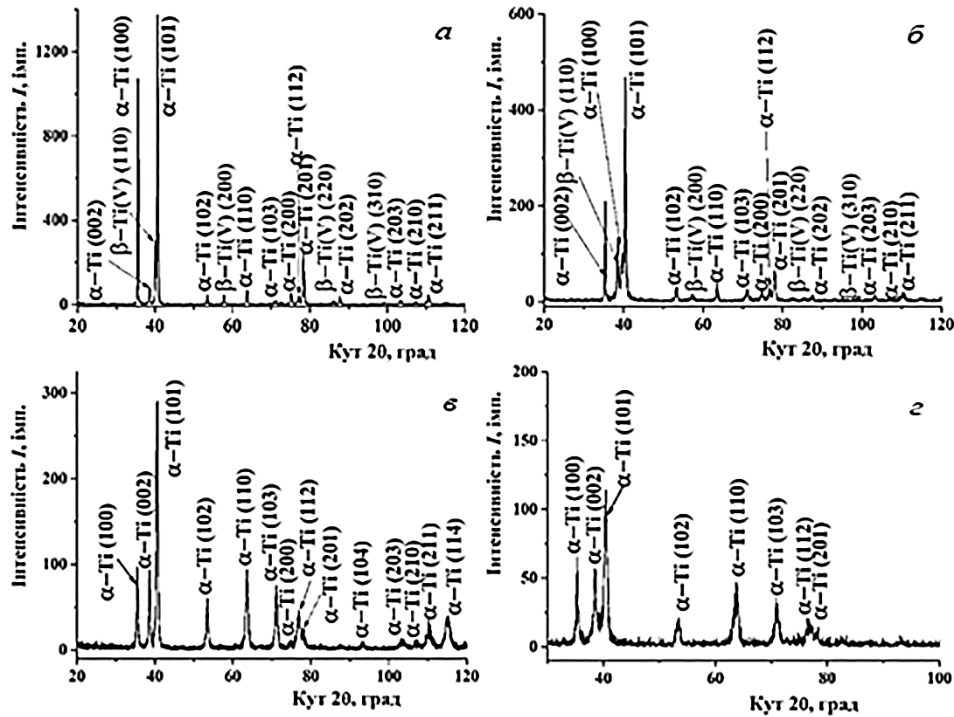 а
Інтенсивність I, імп.
1200
800
400
0
20
40
60
80
100
120
Кут 2θ, град
α–Ti (002)
β–Ti(V) (110)
α–Ti (100)
α–Ti (101)
α–Ti (102)
β–Ti(V) (200)
α–Ti (110)
α–Ti (103)
α–Ti (200)
α–Ti (112)
α–Ti (201)
β–Ti(V) (220)
α–Ti (202)
β–Ti(V) (310)
α–Ti (203)
α–Ti (210)
α–Ti (211)
б
Інтенсивність I, імп.
600
400
200
0
20
40
60
80
100
120
Кут 2θ, град
α–Ti (002)
β–Ti(V) (110)
α–Ti (100)
α–Ti (101)
α–Ti (102)
β–Ti(V) (200)
α–Ti (110)
α–Ti (103)
α–Ti (200)
α–Ti (112)
α–Ti (201)
β–Ti(V) (220)
α–Ti (202)
β–Ti(V) (310)
α–Ti (203)
α–Ti (210)
α–Ti (211)
в
Інтенсивність I, імп.
300
200
100
0
20
40
60
80
100
120
Кут 2θ, град
α–Ti (100)
α–Ti (002)
α–Ti (101)
α–Ti (102)
α–Ti (110)
α–Ti (103)
α–Ti (200)
α–Ti (112)
α–Ti (201)
α–Ti (104)
α–Ti (203)
α–Ti (210)
α–Ti (211)
α–Ti (114)
г
Інтенсивність I, імп.
200
150
100
50
0
40
60
80
100
Кут 2θ, град
α–Ti (100)
α–Ti (002)
α–Ti (101)
α–Ti (102)
α–Ti (110)
α–Ti (103)
α–Ti (112)
α–Ti (201)